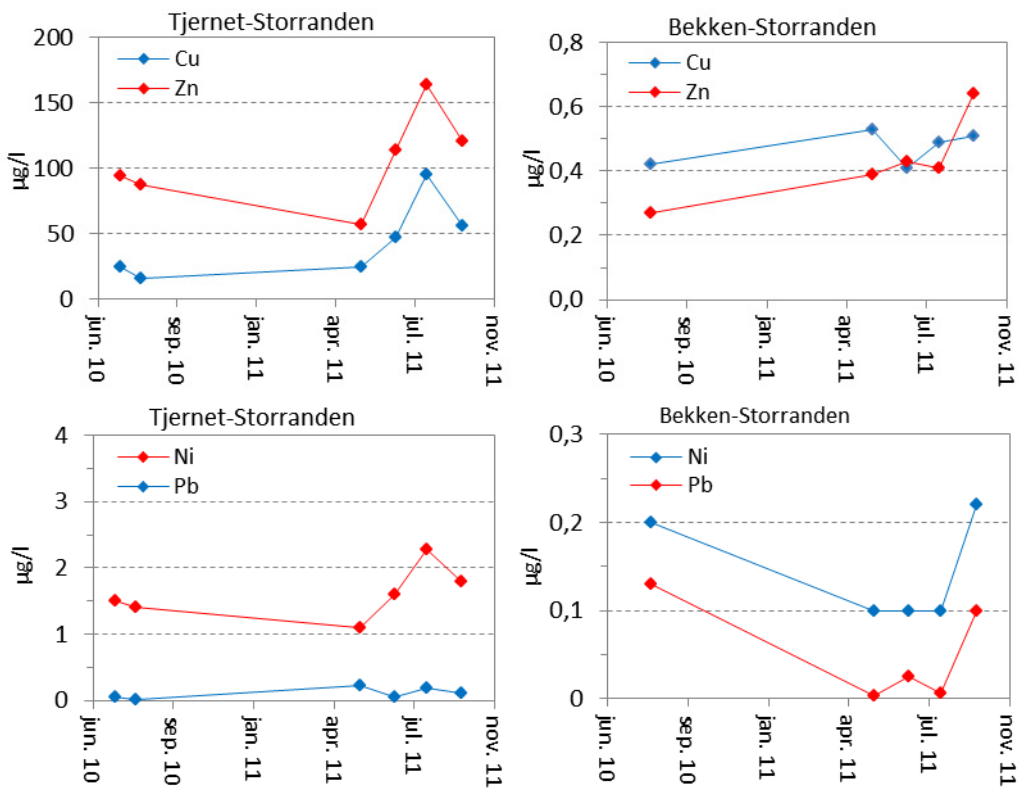 Tjernet-Storranden
Cu
Zn
200
150
100
50
0
µg/l
jun. 10
sep. 10
jan. 11
apr. 11
jul. 11
nov. 11
Bekken-Storranden
Cu
Zn
0,8
0,6
0,4
0,2
0,0
µg/l
jun. 10
sep. 10
jan. 11
apr. 11
jul. 11
nov. 11
Tjernet-Storranden
Ni
Pb
4
3
2
1
0
µg/l
jun. 10
sep. 10
jan. 11
apr. 11
jul. 11
nov. 11
Bekken-Storranden
Ni
Pb
0,3
0,2
0,1
0
µg/l
jun. 10
sep. 10
jan. 11
apr. 11
jul. 11
nov. 11